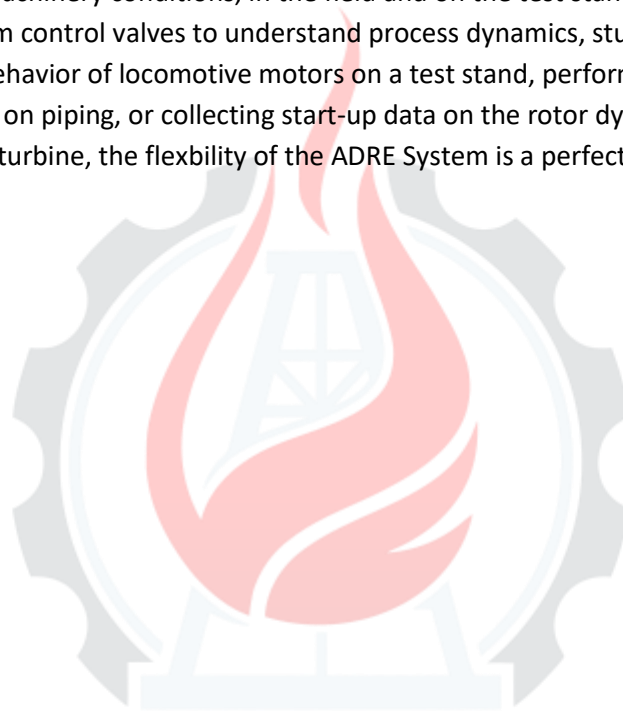 achinery conditions, in the field and on the test stan
m control valves to understand process dynamics, stu
ehavior of locomotive motors on a test stand, perform
on piping, or collecting start-up data on the rotor dy
turbine, the flexbility of the ADRE System is a perfect